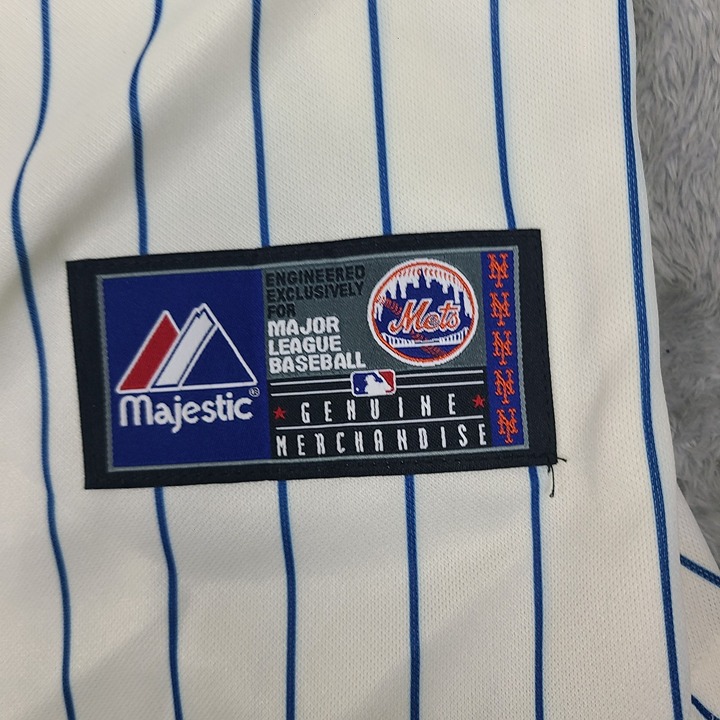 ENGINEERED
EXCLUSIVELY
FOR
MAJOR
LEAGUE
BASEBALL
Mets
Majestic®
GENUINE
MERCHANDISE
NY
NY
NY
NY
NY